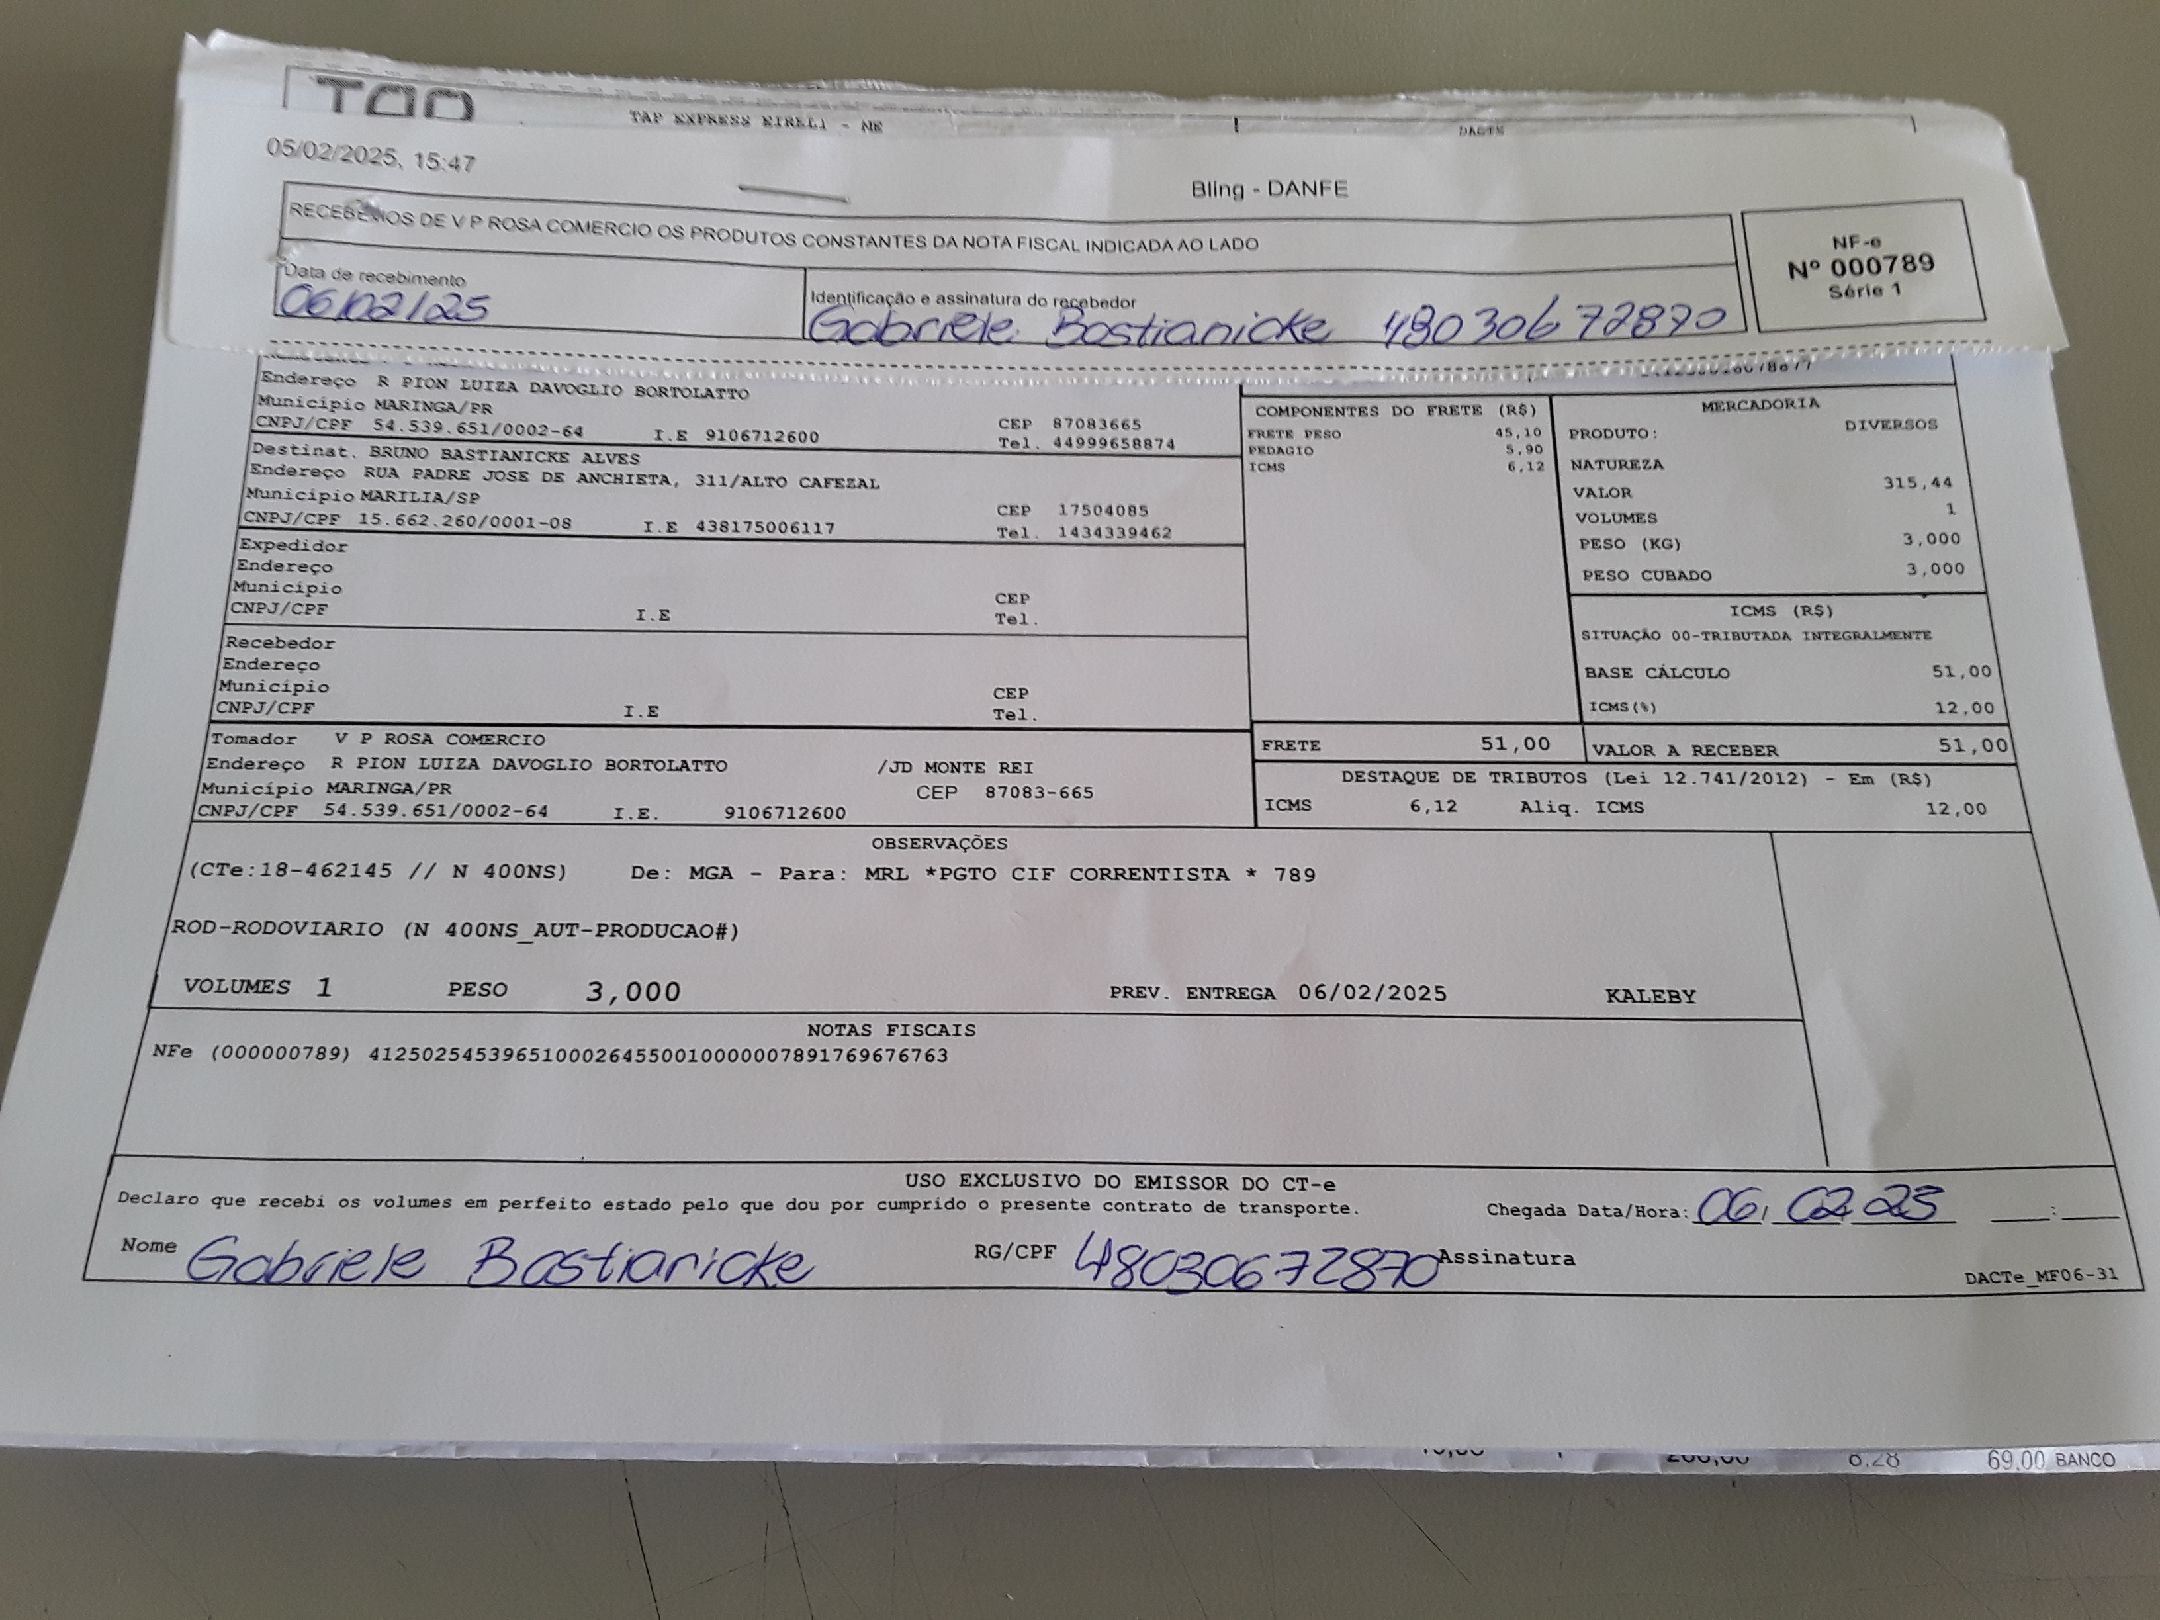 TAP
TAP EXPRESS EIRELI - ME
DACTE
05/02/2025, 15:47
Bling - DANFE
RECEBEMOS DE V P ROSA COMERCIO OS PRODUTOS CONSTANTES DA NOTA FISCAL INDICADA AO LADO
NF-e
Nº 000789
Série 1
Data de recebimento
06/02/25
Identificação e assinatura do recebedor
Gabriele Bastianicke 48030672870
Endereço R PION LUIZA DAVOGLIO BORTOLATTO
Município MARINGA/PR
CEP 87083665
CNPJ/CPF 54.539.651/0002-64 I.E 9106712600 Tel. 44999658874
Destinat. BRUNO BASTIANICKE ALVES
Endereço RUA PADRE JOSE DE ANCHIETA, 311/ALTO CAFEZAL
Município MARILIA/SP CEP 17504085
CNPJ/CPF 15.662.260/0001-08 I.E 438175006117 Tel. 1434339462
Expedidor
Endereço
Município CEP
CNPJ/CPF I.E Tel.
Recebedor
Endereço
Município CEP
CNPJ/CPF I.E Tel.
Tomador V P ROSA COMERCIO
Endereço R PION LUIZA DAVOGLIO BORTOLATTO /JD MONTE REI
Município MARINGA/PR CEP 87083-665
CNPJ/CPF 54.539.651/0002-64 I.E. 9106712600
COMPONENTES DO FRETE (R$)
FRETE PESO 45,10
PEDAGIO 5,90
ICMS 6,12
MERCADORIA
PRODUTO: DIVERSOS
NATUREZA
VALOR 315,44
VOLUMES 1
PESO (KG) 3,000
PESO CUBADO 3,000
ICMS (R$)
SITUAÇÃO 00-TRIBUTADA INTEGRALMENTE
BASE CÁLCULO 51,00
ICMS(%) 12,00
FRETE 51,00 VALOR A RECEBER 51,00
DESTAQUE DE TRIBUTOS (Lei 12.741/2012) - Em (R$)
ICMS 6,12 Aliq. ICMS 12,00
OBSERVAÇÕES
(CTe:18-462145 // N 400NS) De: MGA - Para: MRL *PGTO CIF CORRENTISTA * 789
ROD-RODOVIARIO (N 400NS_AUT-PRODUCAO#)
VOLUMES 1 PESO 3,000 PREV. ENTREGA 06/02/2025 KALEBY
NOTAS FISCAIS
NFe (000000789) 41250254539651000264550010000007891769676763
USO EXCLUSIVO DO EMISSOR DO CT-e
Declaro que recebi os volumes em perfeito estado pelo que dou por cumprido o presente contrato de transporte. Chegada Data/Hora: 06, 02 25 ___:___
Nome Gabriele Bastianicke RG/CPF 48030672870 Assinatura
DACTe_MF06-31
69,00 BANCO